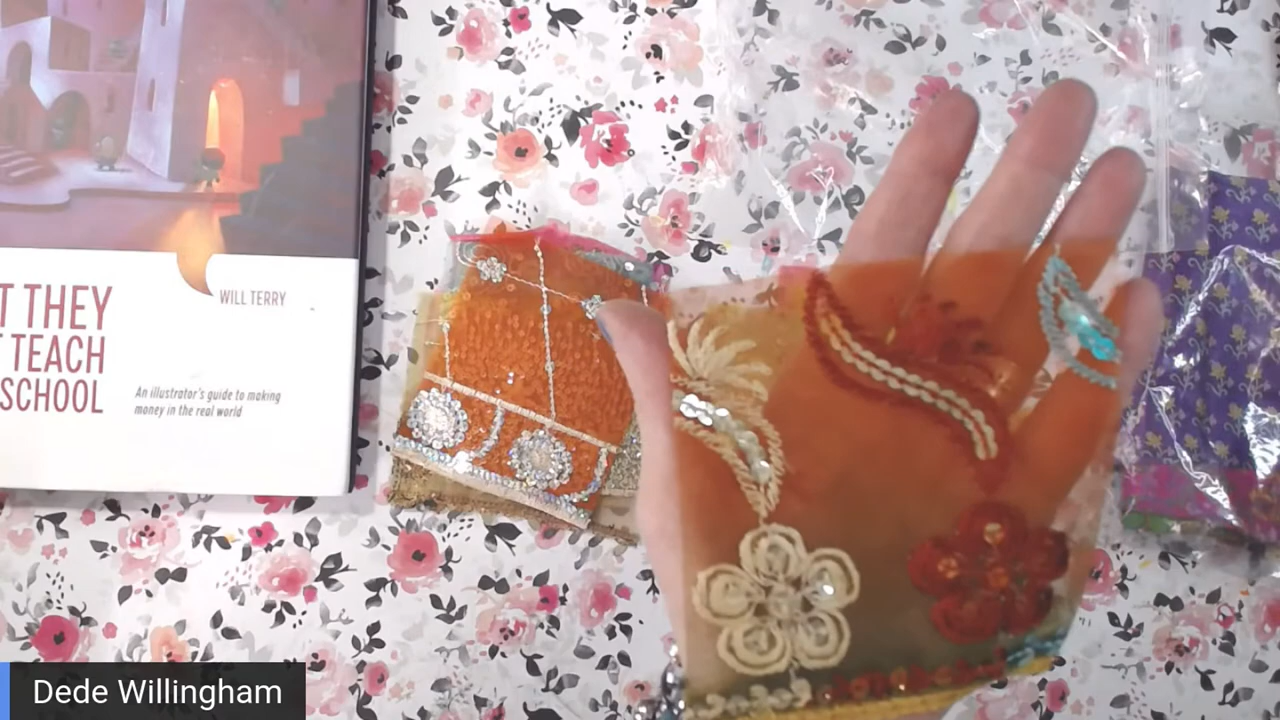 T THEY
T TEACH
SCHOOL
WILL TERRY
An illustrator's guide to making
money in the real world
Dede Willingham